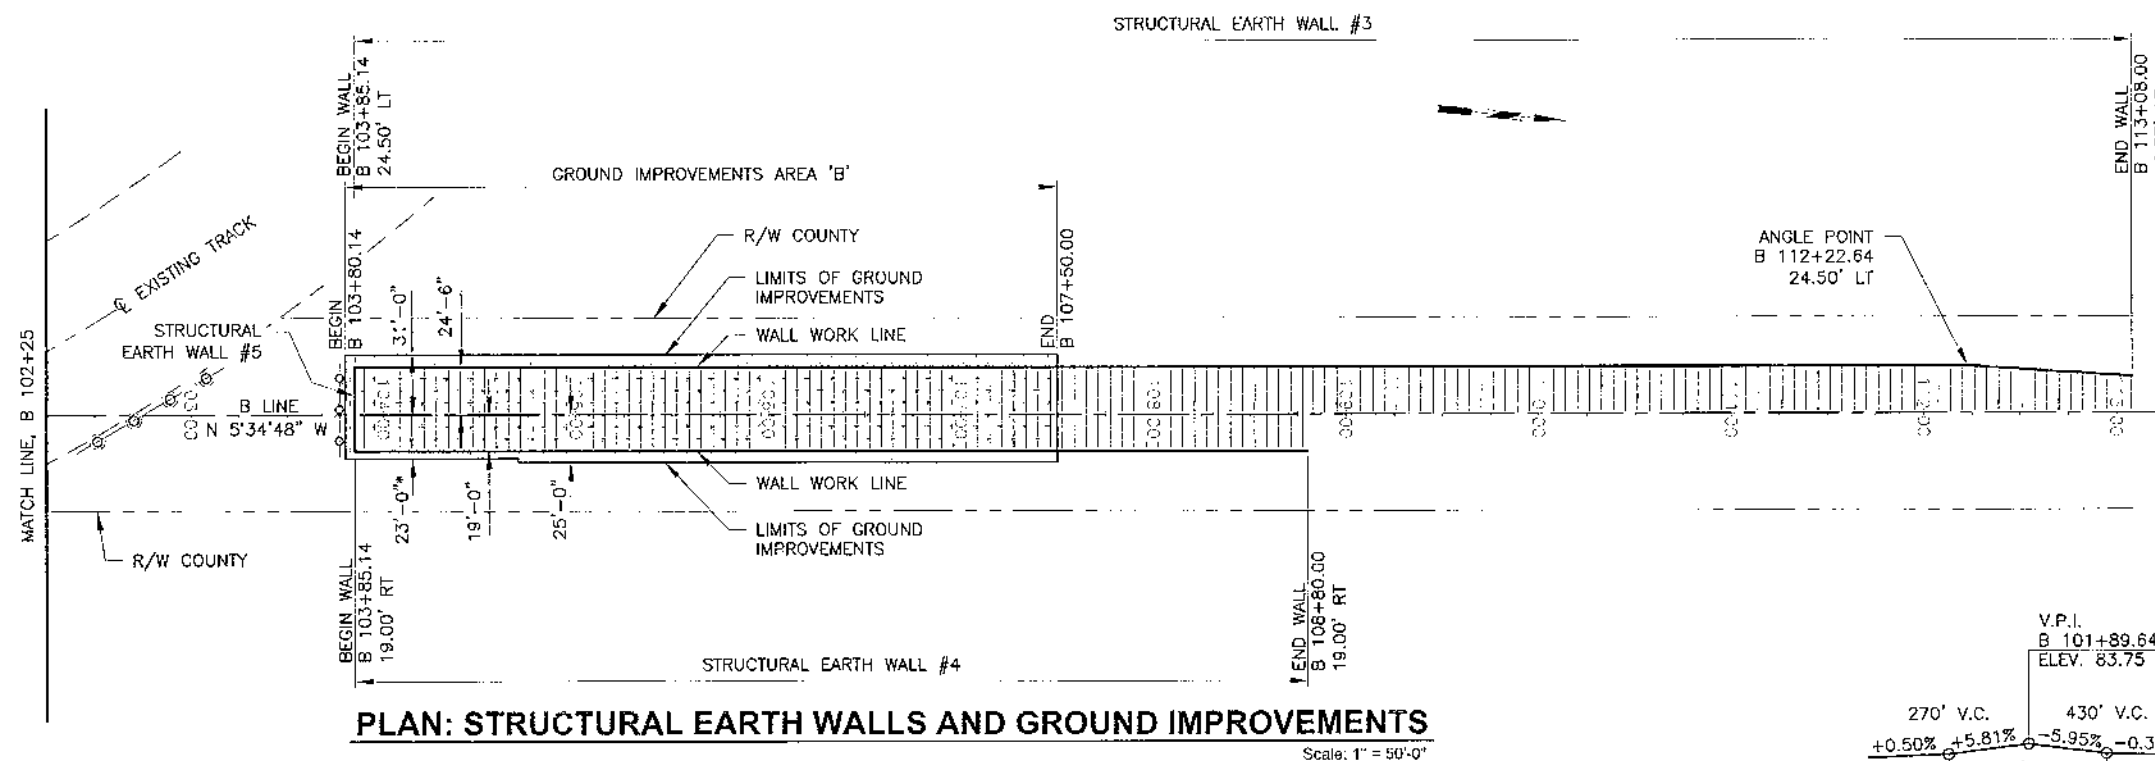 STRUCTURAL EARTH WALL #3
BEGIN WALL
B 103+85.14
24.50' LT
END WALL
B 113+08.00
GROUND IMPROVEMENTS AREA 'B'
R/W COUNTY
LIMITS OF GROUND
IMPROVEMENTS
WALL WORK LINE
ANGLE POINT
B 112+22.64
24.50' LT
℄ EXISTING TRACK
STRUCTURAL
EARTH WALL #5
BEGIN
B 103+80.14
31'-0"
24'-6"
END
B 107+50.00
MATCH LINE, B 102+25
B LINE
N 5°34'48" W
23'-0"*
19'-0"
25'-0"
WALL WORK LINE
LIMITS OF GROUND
IMPROVEMENTS
R/W COUNTY
BEGIN WALL
B 103+85.14
19.00' RT
END WALL
B 108+80.00
19.00' RT
STRUCTURAL EARTH WALL #4
PLAN: STRUCTURAL EARTH WALLS AND GROUND IMPROVEMENTS
Scale: 1" = 50'-0"
V.P.I.
B 101+89.64
ELEV. 83.75
270' V.C.
430' V.C.
+0.50%
+5.81%
-5.95%
-0.3